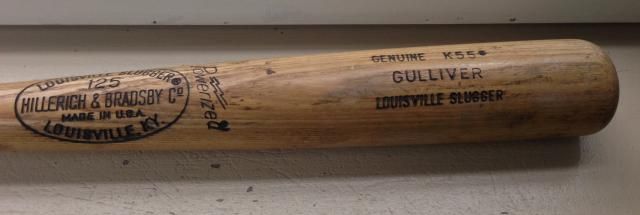 LOUISVILLE SLUGGER®
125
HILLERICH & BRADSBY Cº
MADE IN U.S.A.
LOUISVILLE, KY.
Powerized
GENUINE K55
GULLIVER
LOUISVILLE SLUGGER